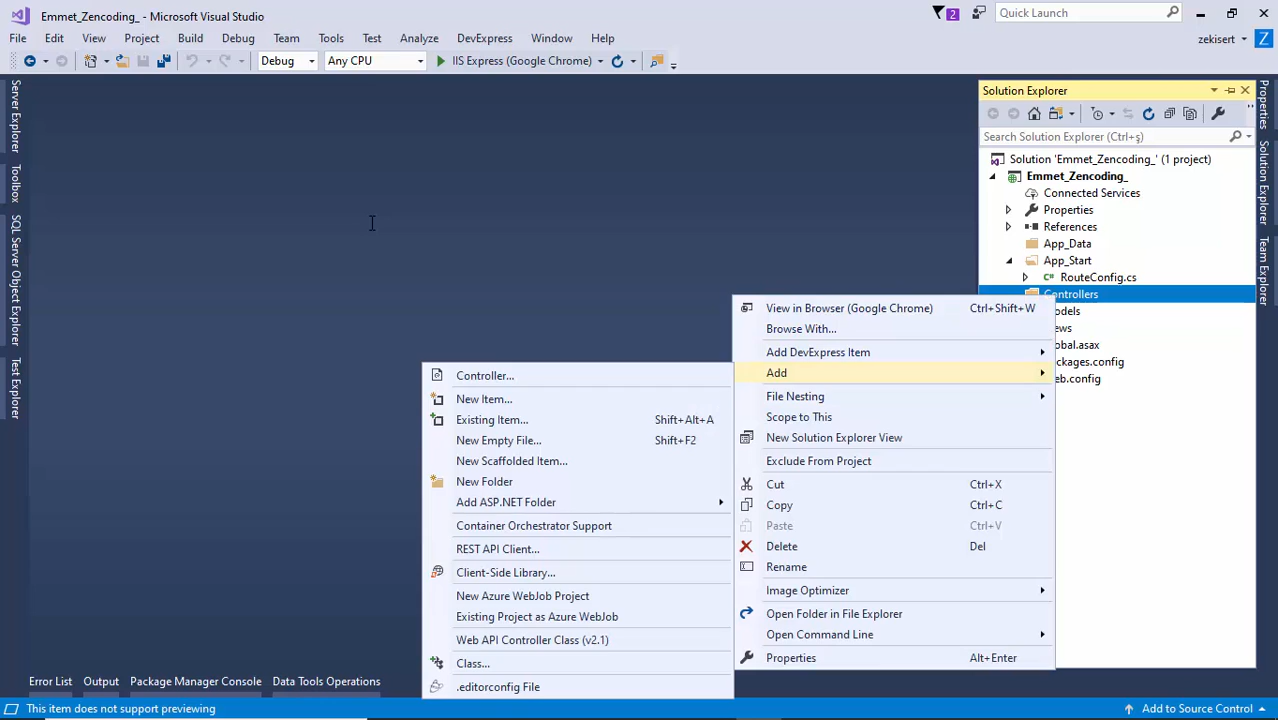 Emmet_Zencoding_ - Microsoft Visual Studio
2
Quick Launch
File Edit View Project Build Debug Team Tools Test Analyze DevExpress Window Help
zekisert
Z
Debug
Any CPU
IIS Express (Google Chrome)
Server Explorer
Toolbox
SQL Server Object Explorer
Test Explorer
Solution Explorer
Search Solution Explorer (Ctrl+ş)
Solution 'Emmet_Zencoding_' (1 project)
Emmet_Zencoding_
Connected Services
Properties
References
App_Data
App_Start
RouteConfig.cs
Controllers
dels
ws
bal.asax
ckages.config
eb.config
Properties
Solution Explorer
Team Explorer
View in Browser (Google Chrome) Ctrl+Shift+W
Browse With...
Add DevExpress Item
Add
File Nesting
Scope to This
New Solution Explorer View
Exclude From Project
Cut Ctrl+X
Copy Ctrl+C
Paste Ctrl+V
Delete Del
Rename
Image Optimizer
Open Folder in File Explorer
Open Command Line
Properties Alt+Enter
Controller...
New Item...
Existing Item... Shift+Alt+A
New Empty File... Shift+F2
New Scaffolded Item...
New Folder
Add ASP.NET Folder
Container Orchestrator Support
REST API Client...
Client-Side Library...
New Azure WebJob Project
Existing Project as Azure WebJob
Web API Controller Class (v2.1)
Class...
.editorconfig File
Error List Output Package Manager Console Data Tools Operations
This item does not support previewing
Add to Source Control